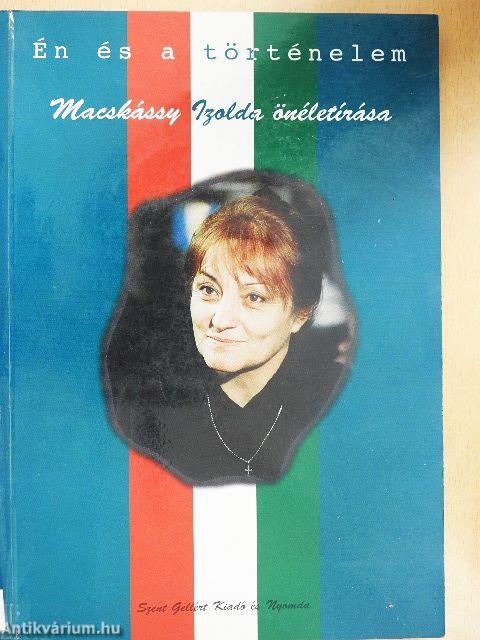 Én és a történelem
Macskássy Izolda önéletírása
Szent Gellért Kiadó és Nyomda
Antikvárium.hu